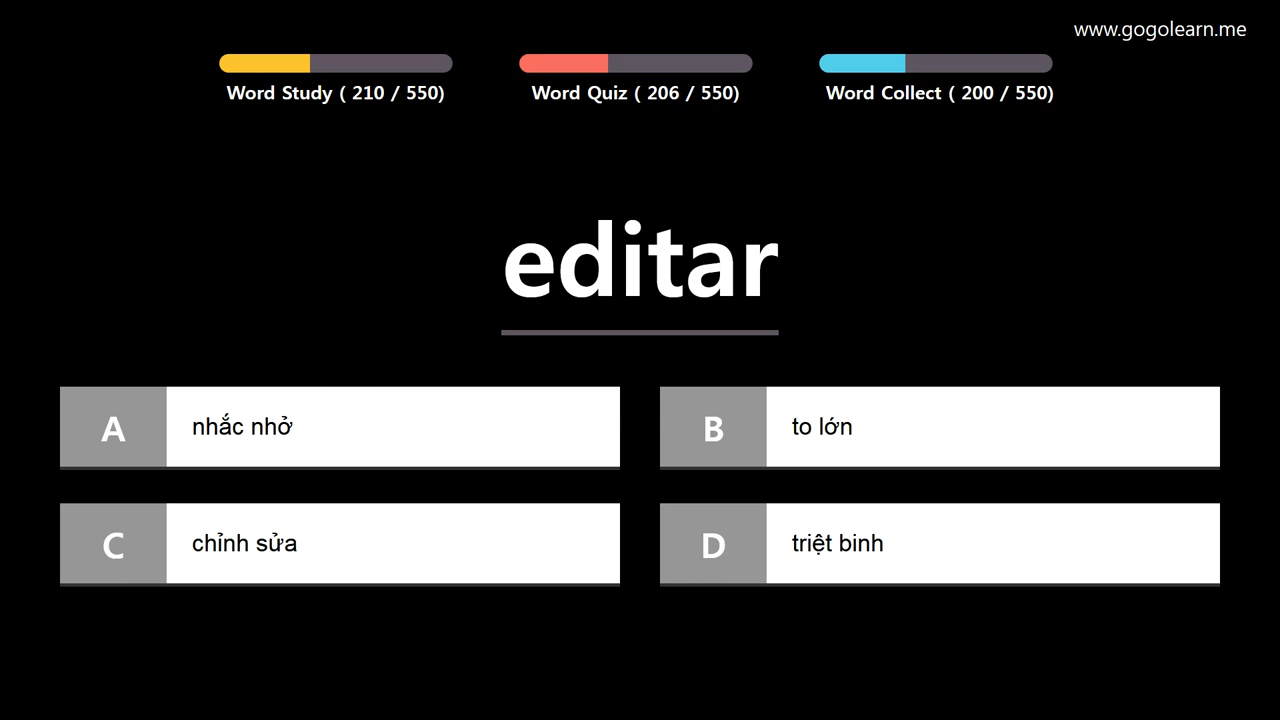 www.gogolearn.me
Word Study ( 210 / 550)
Word Quiz ( 206 / 550)
Word Collect ( 200 / 550)
editar
A
nhắc nhở
B
to lớn
C
chỉnh sửa
D
triệt binh